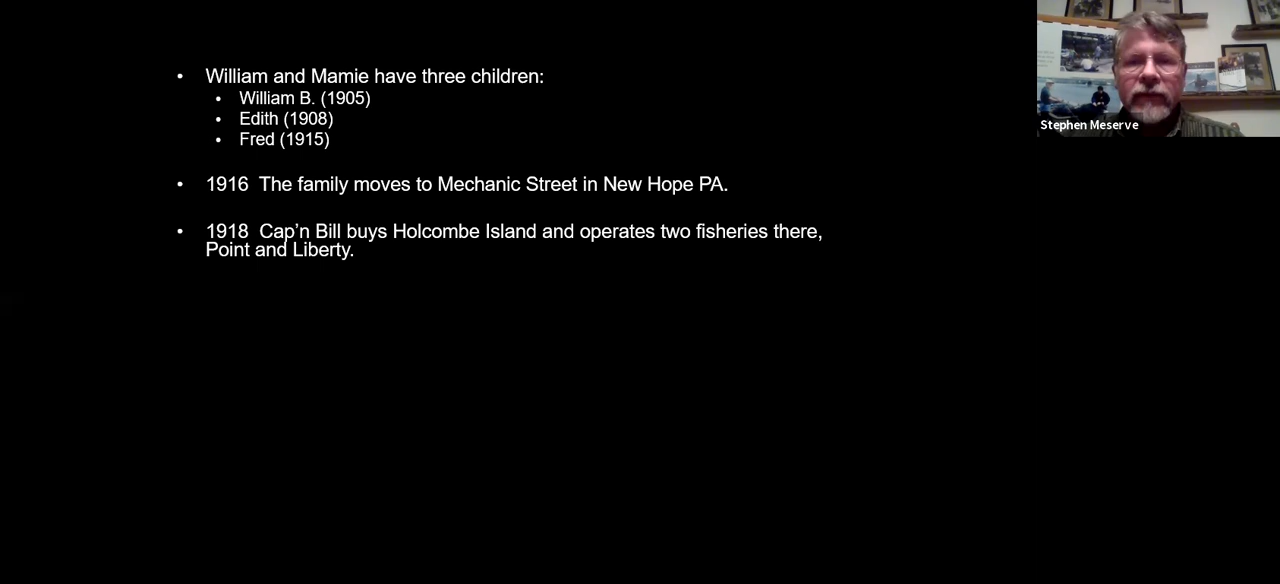 • William and Mamie have three children:
• William B. (1905)
• Edith (1908)
• Fred (1915)
• 1916  The family moves to Mechanic Street in New Hope PA.
• 1918  Cap’n Bill buys Holcombe Island and operates two fisheries there,
Point and Liberty.
Stephen Meserve